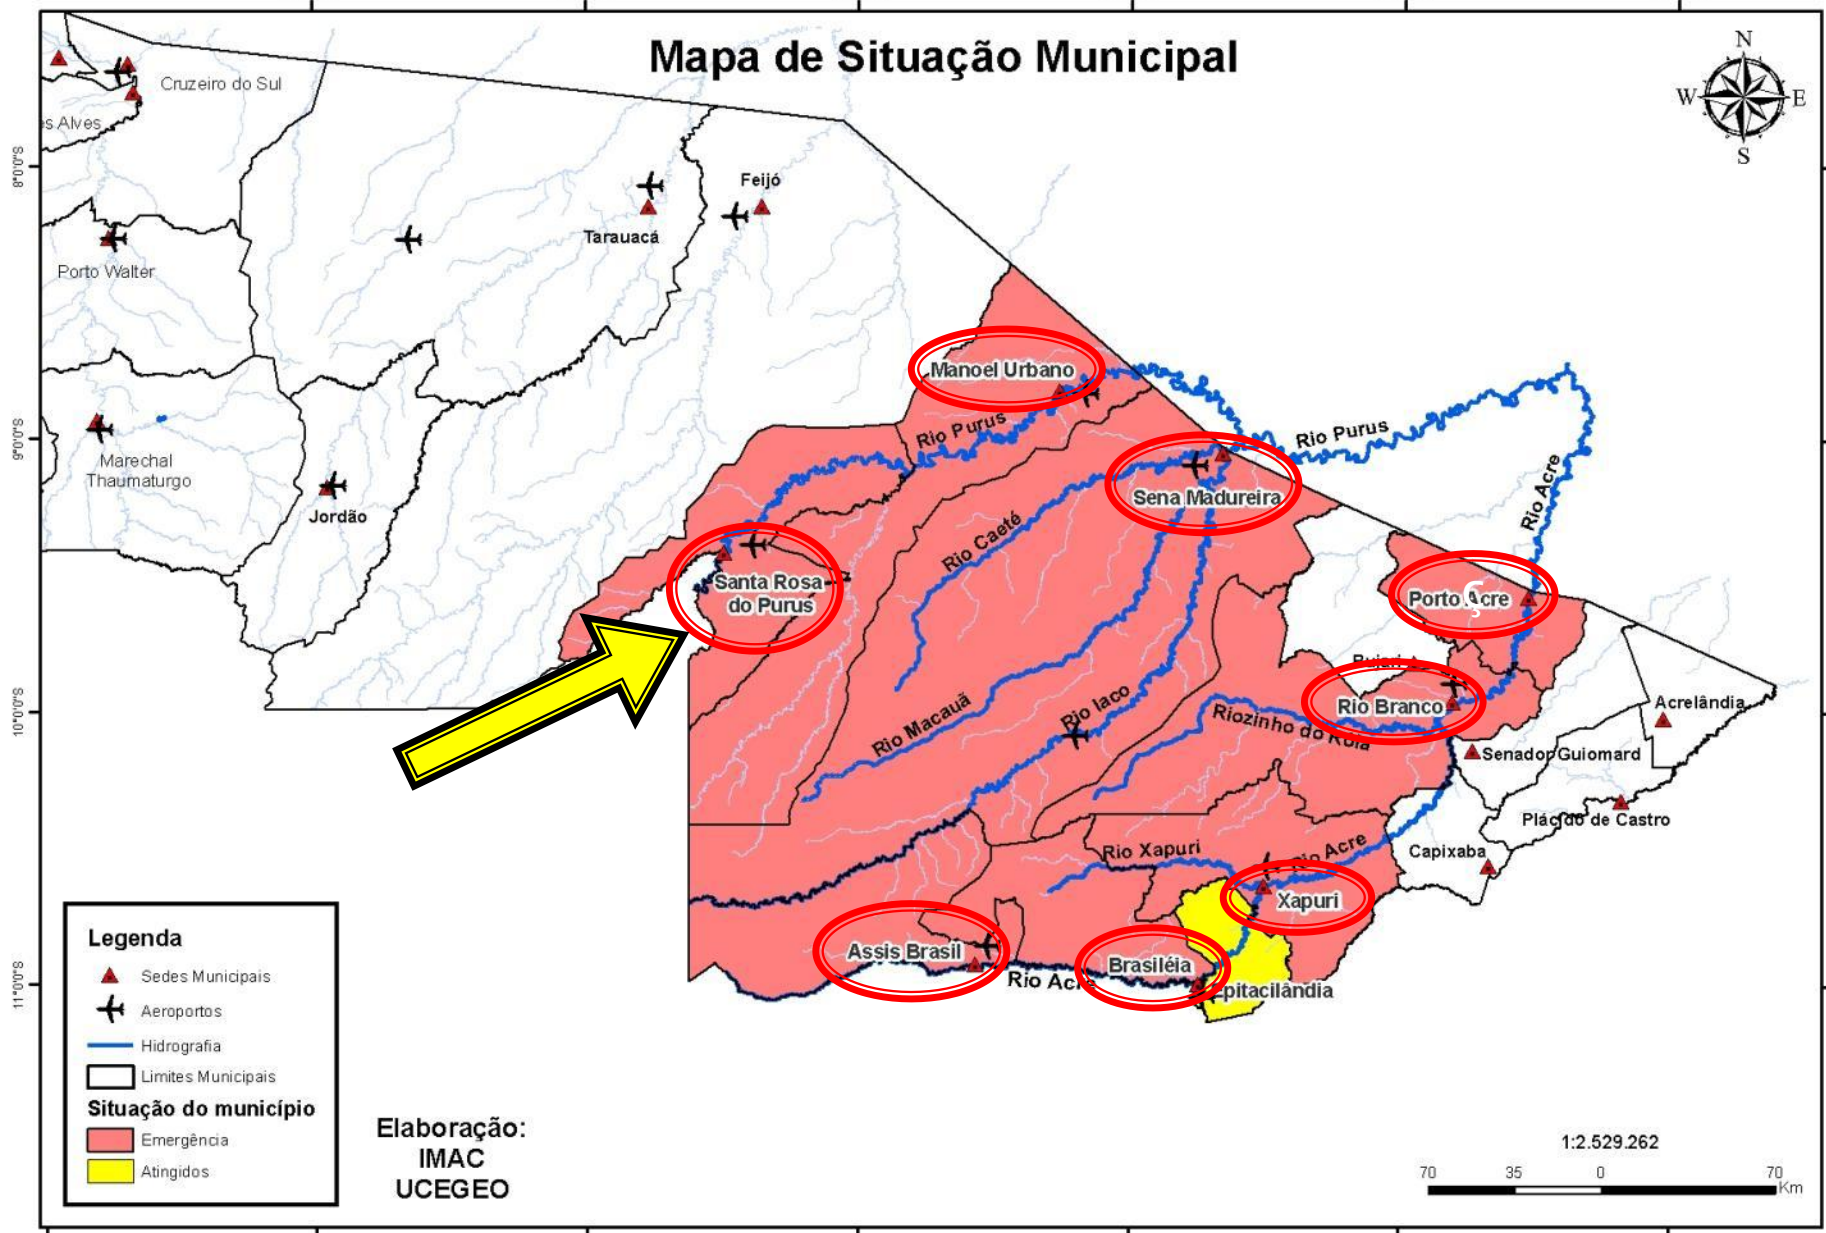 Mapa de Situação Municipal
N
W
E
S
Cruzeiro do Sul
es Alves
8°0'0"S
Feijó
Tarauacá
Porto Walter
Manoel Urbano
Rio Purus
Rio Purus
9°0'0"S
Marechal
Thaumaturgo
Sena Madureira
Rio Acre
Jordão
Rio Caeté
Santa Rosa
do Purus
Porto Acre
Ç
Bujari
10°0'0"S
Rio Macauã
Rio Iaco
Riozinho do Rola
Rio Branco
Acrelândia
Senador Guiomard
Plácido de Castro
Capixaba
Rio Xapuri
Rio Acre
Xapuri
Assis Brasil
Brasiléia
Rio Acre
Epitacilândia
11°0'0"S
Legenda
Sedes Municipais
Aeroportos
Hidrografia
Limites Municipais
Situação do município
Emergência
Atingidos
Elaboração:
IMAC
UCEGEO
1:2.529.262
70 35 0 70
Km